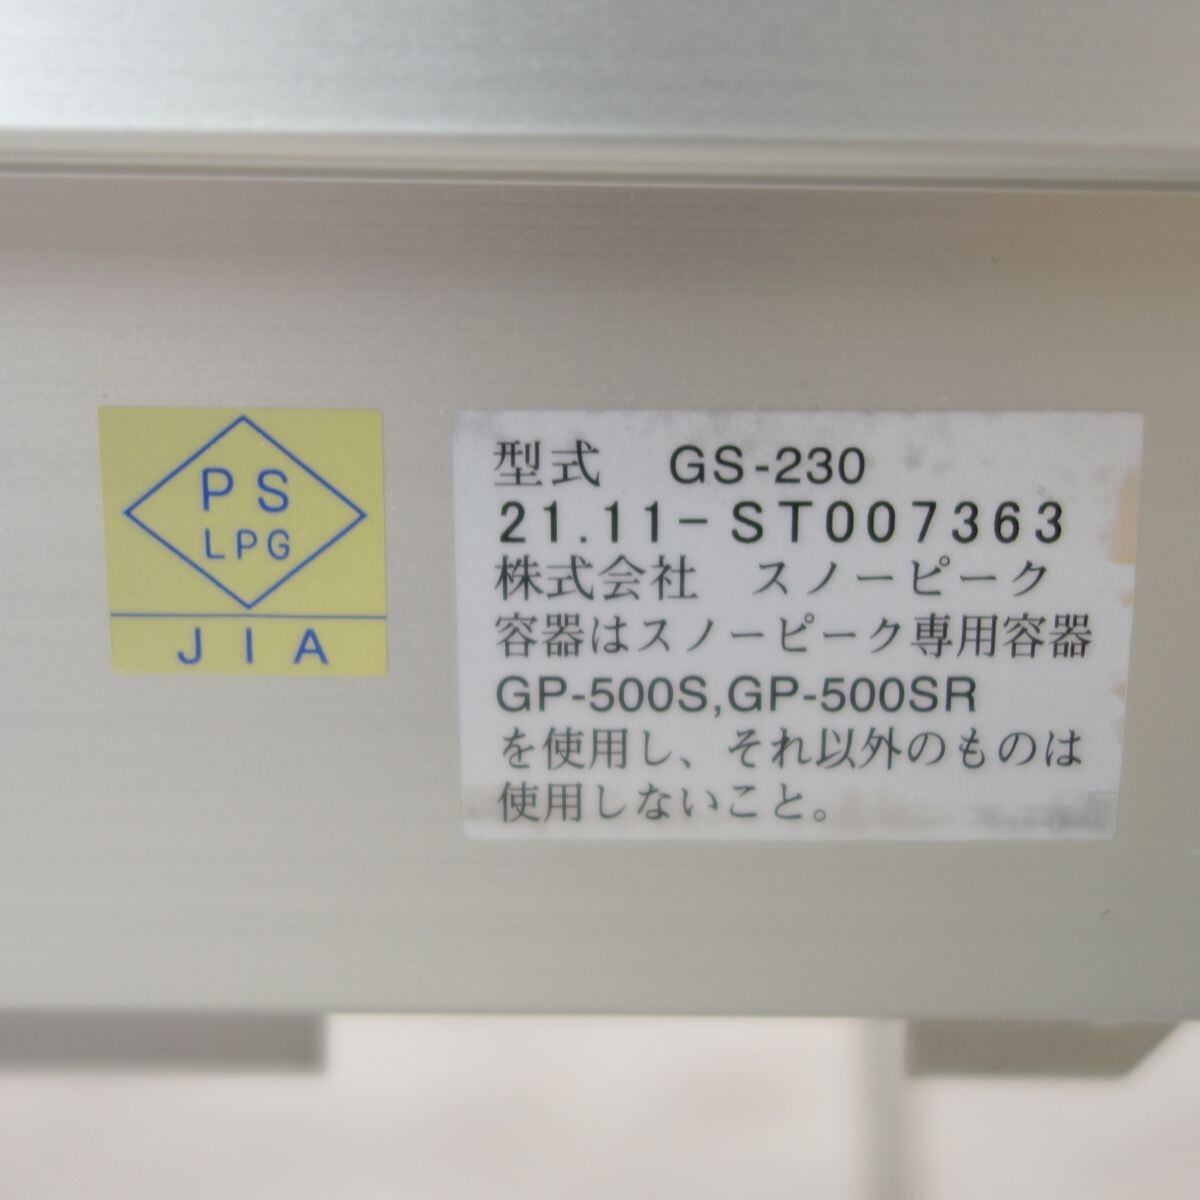 PS
LPG
JIA
型式 GS-230
21.11-ST007363
株式会社 スノーピーク
容器はスノーピーク専用容器
GP-500S,GP-500SR
を使用し、それ以外のものは
使用しないこと。